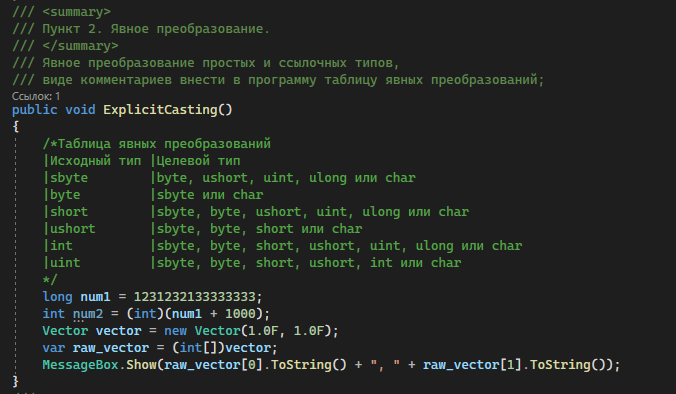 /// <summary>
/// Пункт 2. Явное преобразование.
/// </summary>
/// Явное преобразование простых и ссылочных типов,
/// виде комментариев внести в программу таблицу явных преобразований;
Ссылок: 1
public void ExplicitCasting()
{
/*Таблица явных преобразований
|Исходный тип |Целевой тип
|sbyte |byte, ushort, uint, ulong или char
|byte |sbyte или char
|short |sbyte, byte, ushort, uint, ulong или char
|ushort |sbyte, byte, short или char
|int |sbyte, byte, short, ushort, uint, ulong или char
|uint |sbyte, byte, short, ushort, int или char
*/
long num1 = 1231232133333333;
int num2 = (int)(num1 + 1000);
Vector vector = new Vector(1.0F, 1.0F);
var raw_vector = (int[])vector;
MessageBox.Show(raw_vector[0].ToString() + ", " + raw_vector[1].ToString());
}